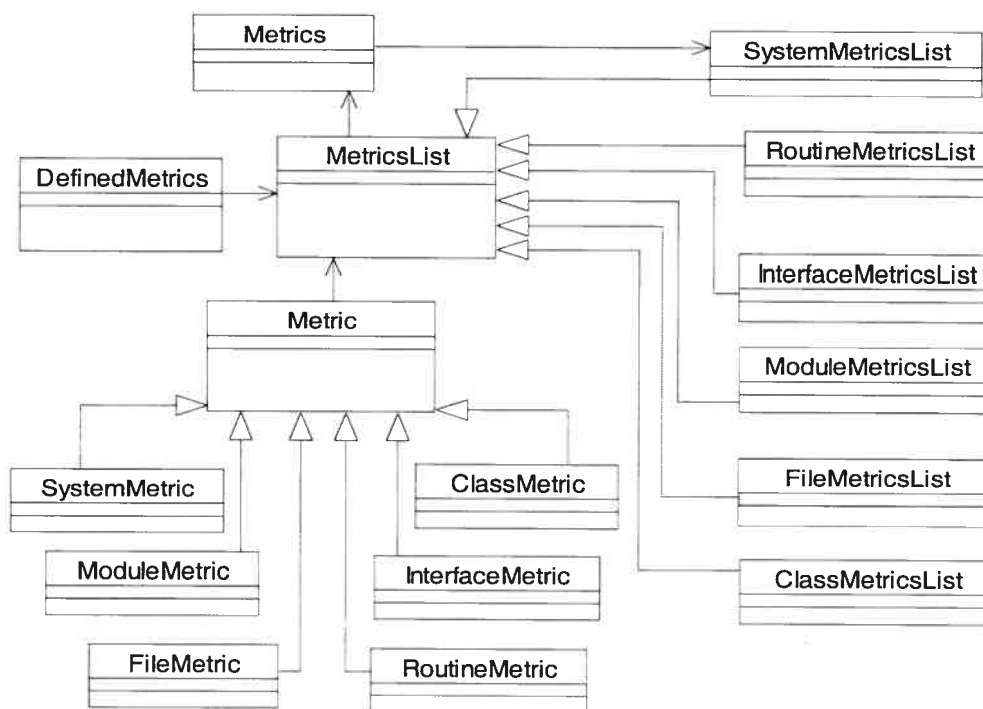 Metrics
SystemMetricsList
MetricsList
RoutineMetricsList
DefinedMetrics
InterfaceMetricsList
Metric
ModuleMetricsList
SystemMetric
ClassMetric
FileMetricsList
ModuleMetric
InterfaceMetric
ClassMetricsList
FileMetric
RoutineMetric